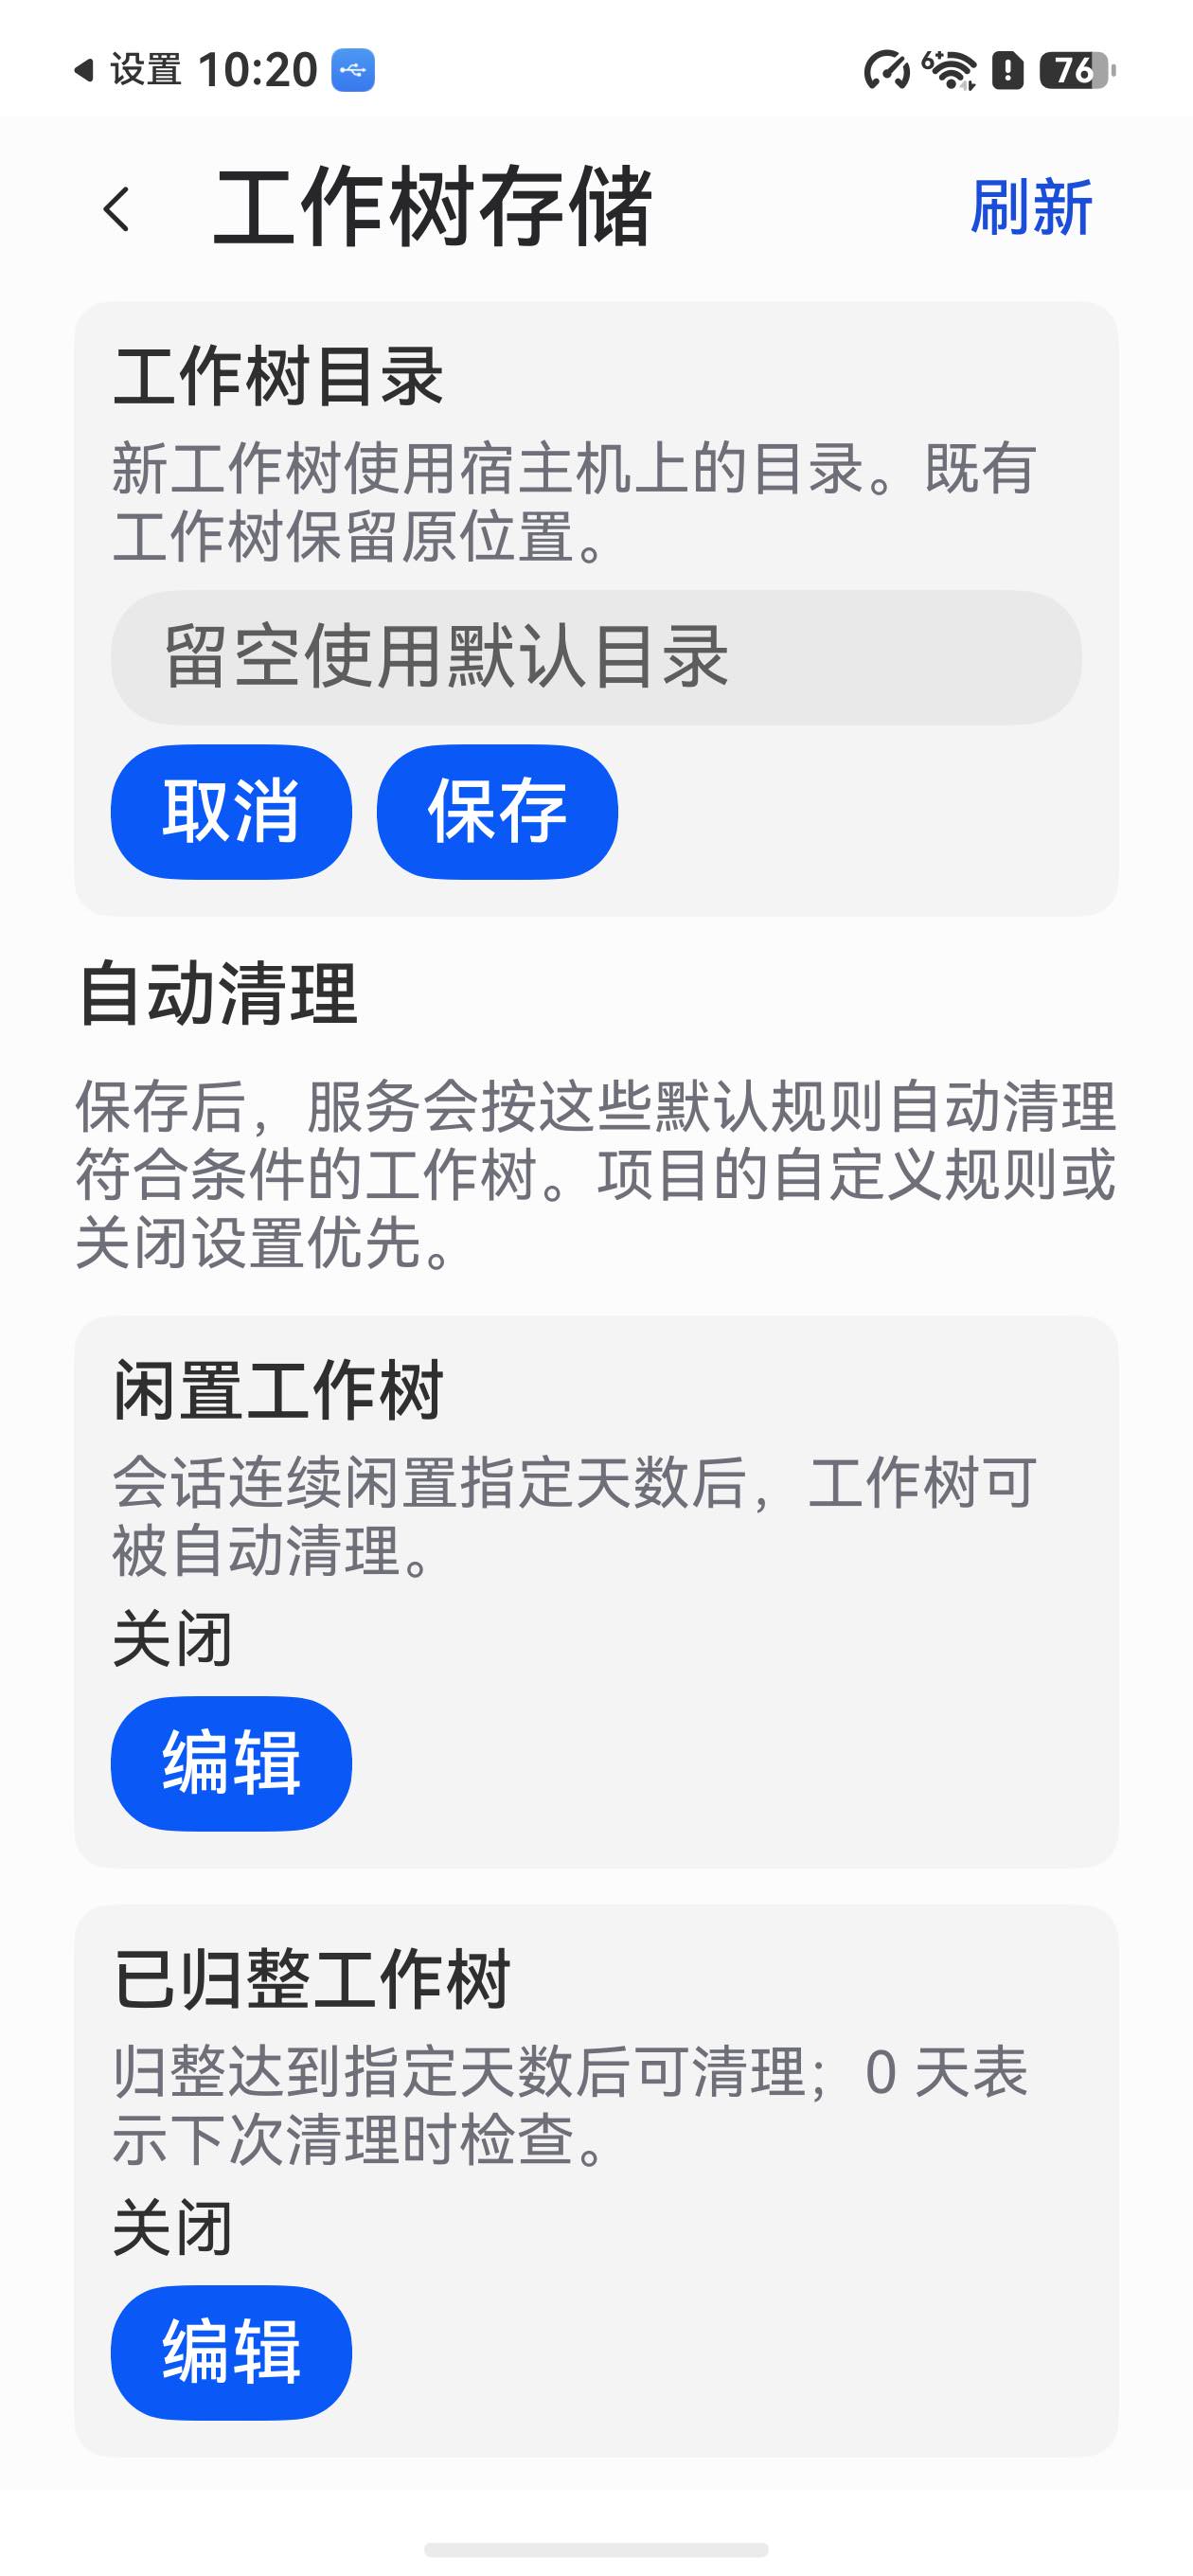 设置 10:20 6+ 76
工作树存储 刷新
工作树目录
新工作树使用宿主机上的目录。既有
工作树保留原位置。
留空使用默认目录
取消 保存
自动清理
保存后，服务会按这些默认规则自动清理
符合条件的工作树。项目的自定义规则或
关闭设置优先。
闲置工作树
会话连续闲置指定天数后，工作树可
被自动清理。
关闭
编辑
已归整工作树
归整达到指定天数后可清理；0 天表
示下次清理时检查。
关闭
编辑